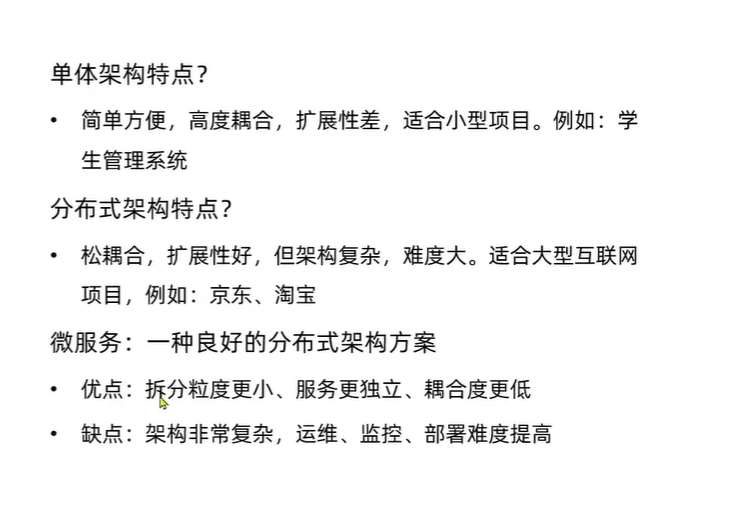 单体架构特点？
• 简单方便，高度耦合，扩展性差，适合小型项目。例如：学
生管理系统
分布式架构特点？
• 松耦合，扩展性好，但架构复杂，难度大。适合大型互联网
项目，例如：京东、淘宝
微服务：一种良好的分布式架构方案
• 优点：拆分粒度更小、服务更独立、耦合度更低
• 缺点：架构非常复杂，运维、监控、部署难度提高